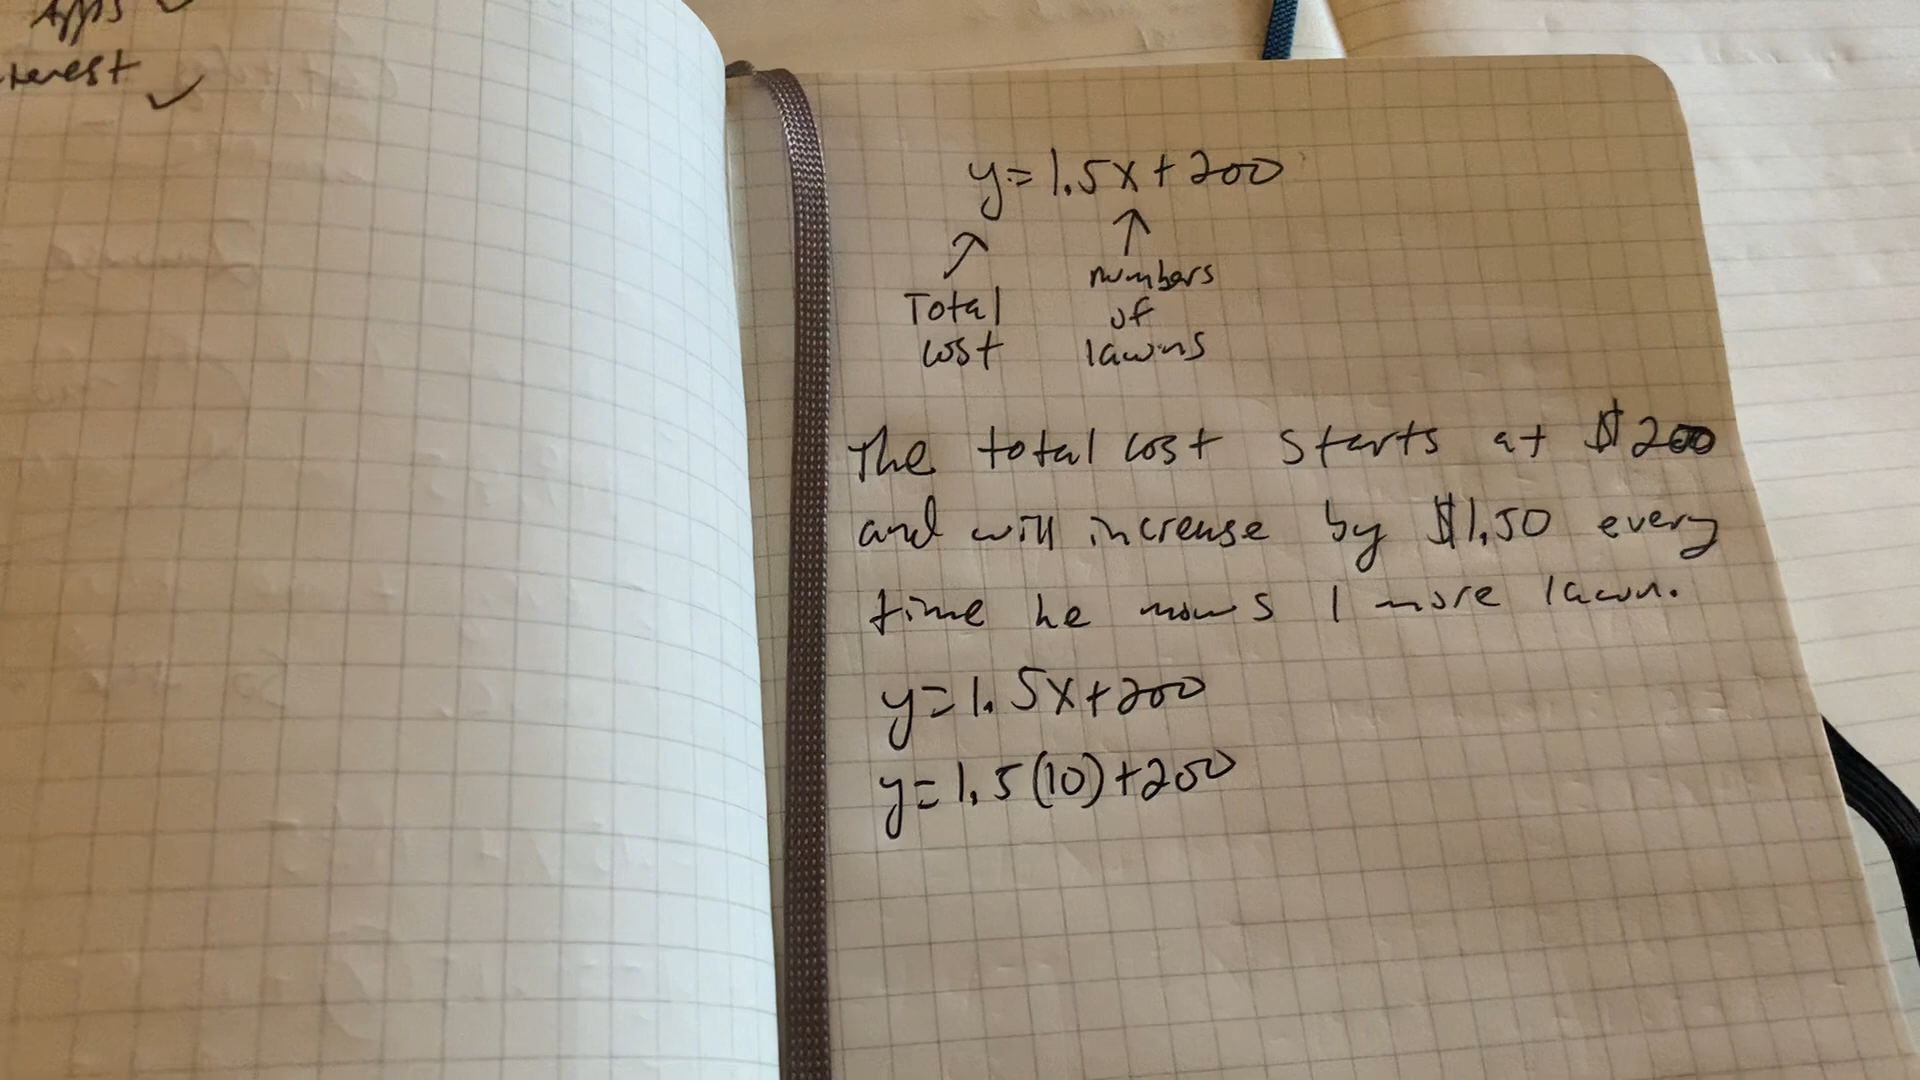 Apps ✓
terest ✓
y = 1.5x + 200
↗ ↑
Total numbers
cost of
lawns
The total cost starts at $200
and will increase by $1.50 every
time he mows 1 more lawn.
y = 1.5x + 200
y = 1.5(10) + 200